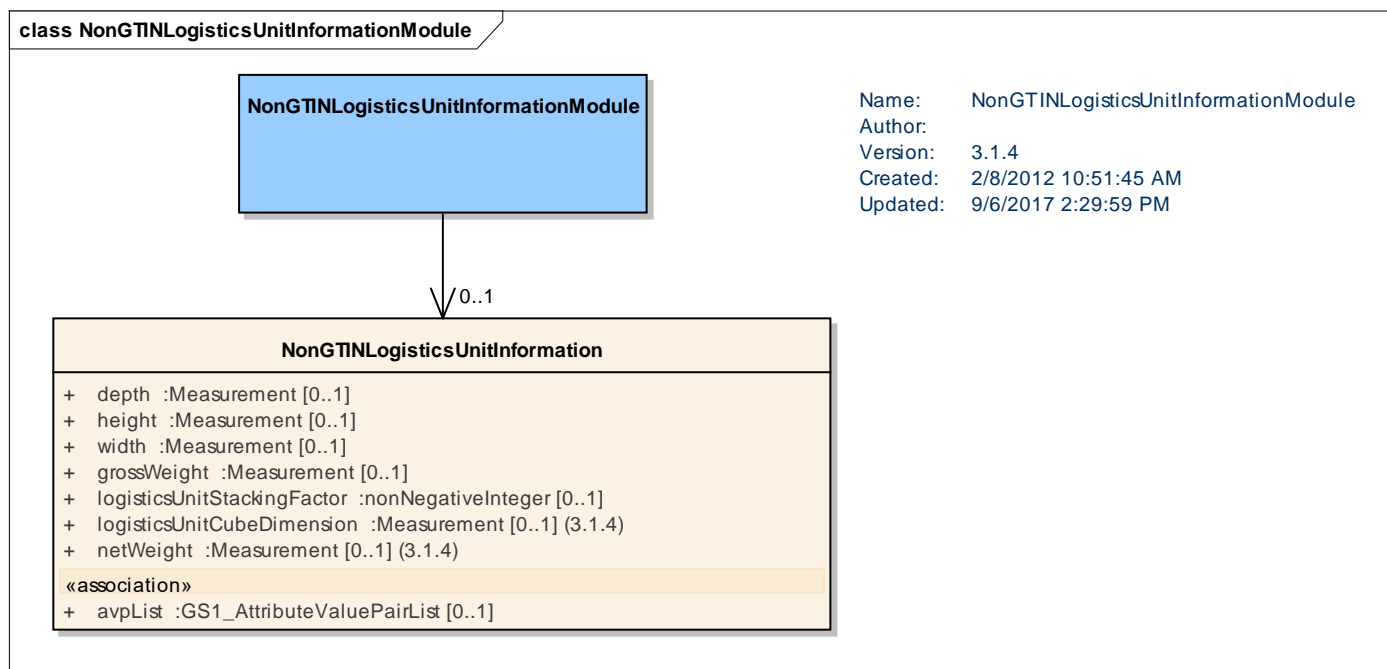 class NonGTINLogisticsUnitInformationModule
NonGTINLogisticsUnitInformationModule
Name: NonGTINLogisticsUnitInformationModule
Author:
Version: 3.1.4
Created: 2/8/2012 10:51:45 AM
Updated: 9/6/2017 2:29:59 PM
0..1
NonGTINLogisticsUnitInformation
+ depth :Measurement [0..1]
+ height :Measurement [0..1]
+ width :Measurement [0..1]
+ grossWeight :Measurement [0..1]
+ logisticsUnitStackingFactor :nonNegativeInteger [0..1]
+ logisticsUnitCubeDimension :Measurement [0..1] (3.1.4)
+ netWeight :Measurement [0..1] (3.1.4)
«association»
+ avpList :GS1_AttributeValuePairList [0..1]